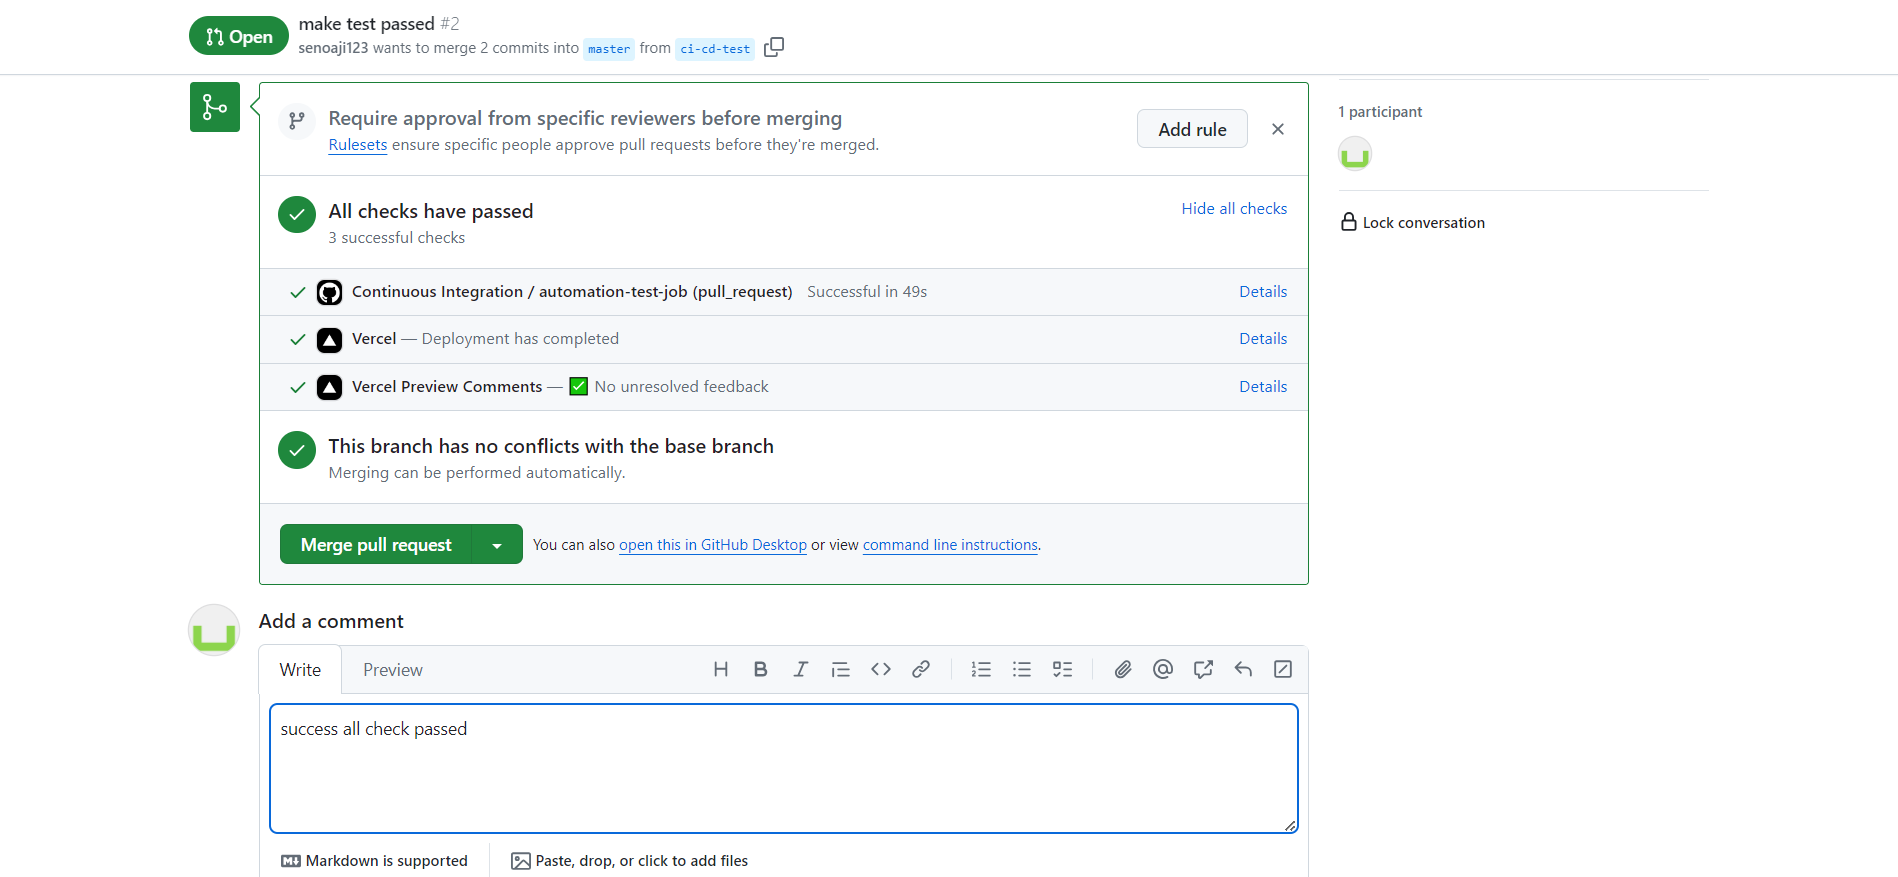 Open
make test passed #2
senoaji123 wants to merge 2 commits into master from ci-cd-test
Require approval from specific reviewers before merging
Rulesets ensure specific people approve pull requests before they're merged.
Add rule
All checks have passed
3 successful checks
Hide all checks
Continuous Integration / automation-test-job (pull_request) Successful in 49s
Details
Vercel — Deployment has completed
Details
Vercel Preview Comments — ✅ No unresolved feedback
Details
This branch has no conflicts with the base branch
Merging can be performed automatically.
Merge pull request
You can also open this in GitHub Desktop or view command line instructions.
1 participant
Lock conversation
Add a comment
Write Preview
success all check passed
Markdown is supported
Paste, drop, or click to add files